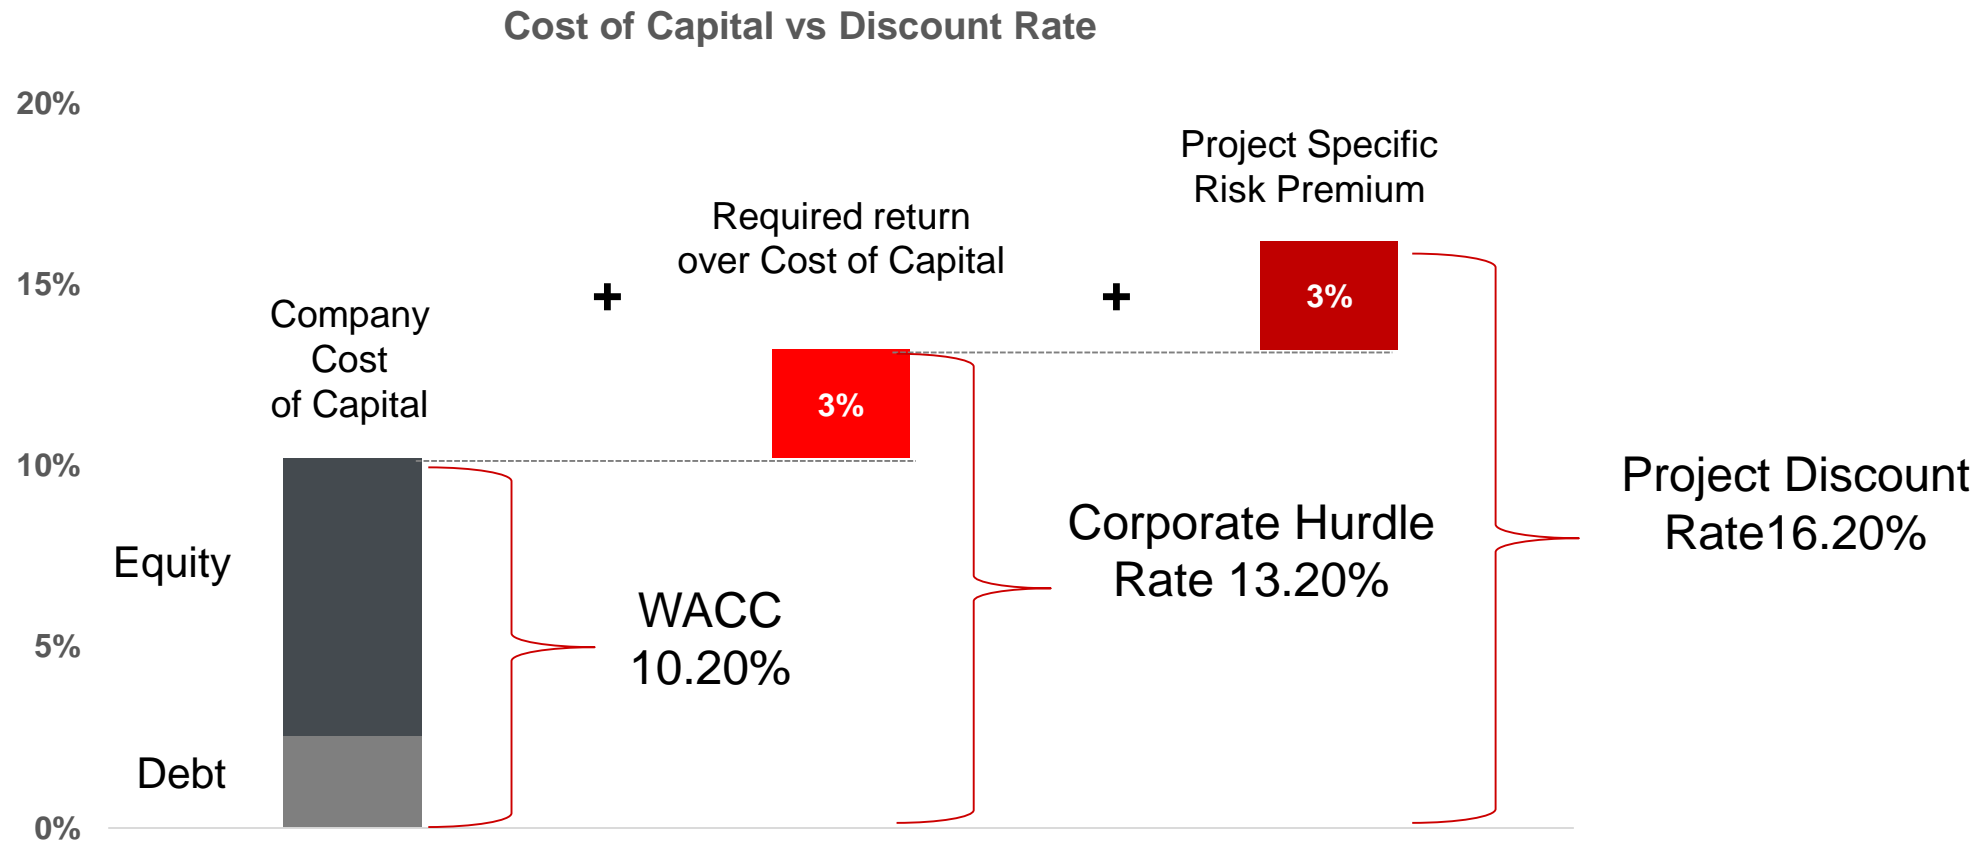 Cost of Capital vs Discount Rate
20%
15%
10%
5%
0%
Company
Cost
of Capital
Equity
Debt
+
WACC
10.20%
Required return
over Cost of Capital
3%
+
Corporate Hurdle
Rate 13.20%
Project Specific
Risk Premium
3%
Project Discount
Rate16.20%